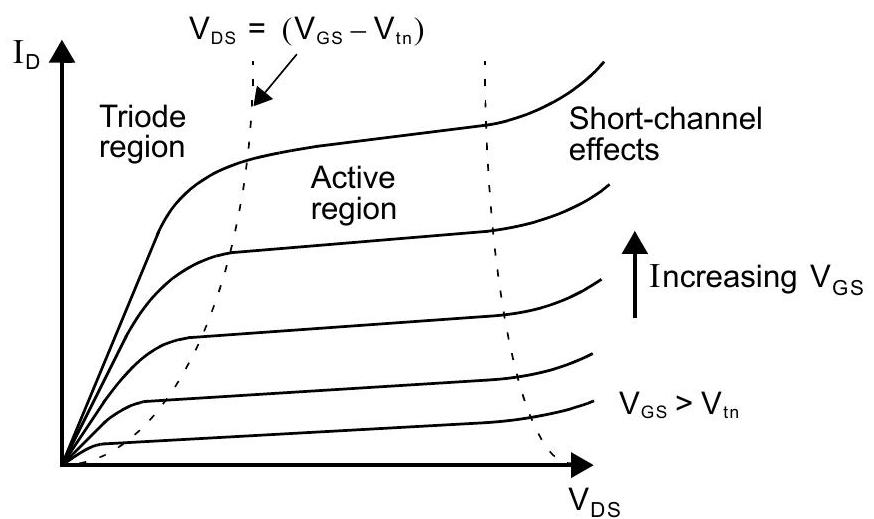 V_DS = (V_GS – V_tn)
I_D
Triode
region
Short-channel
effects
Active
region
Increasing V_GS
V_GS > V_tn
V_DS